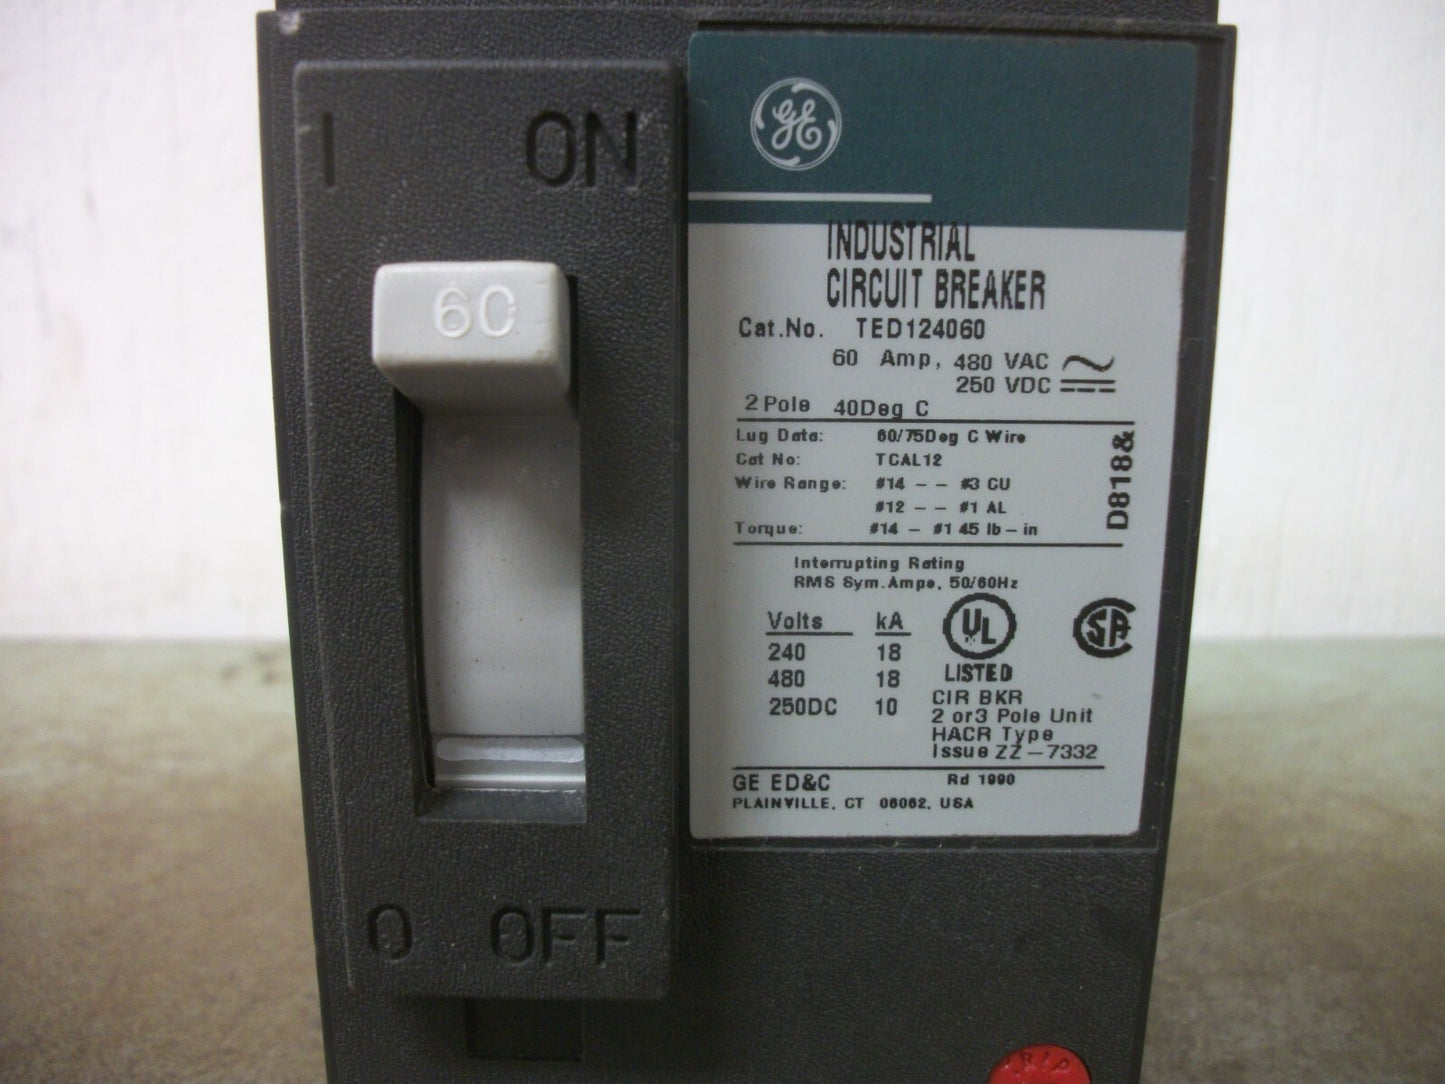 I ON
60
O OFF
GE
INDUSTRIAL
CIRCUIT BREAKER
Cat.No. TED124060
60 Amp, 480 VAC
250 VDC
2 Pole 40Deg C
Lug Data: 60/75Deg C Wire
Cat No: TCAL12
Wire Range: #14 -- #3 CU
#12 -- #1 AL
Torque: #14 - #1 45 lb-in
D818&
Interrupting Rating
RMS Sym.Amps, 50/60Hz
Volts kA
240 18
480 18
250DC 10
UL
LISTED
SA
CIR BKR
2 or3 Pole Unit
HACR Type
Issue ZZ-7332
GE ED&C Rd 1990
PLAINVILLE, CT 06062, USA
TRIP